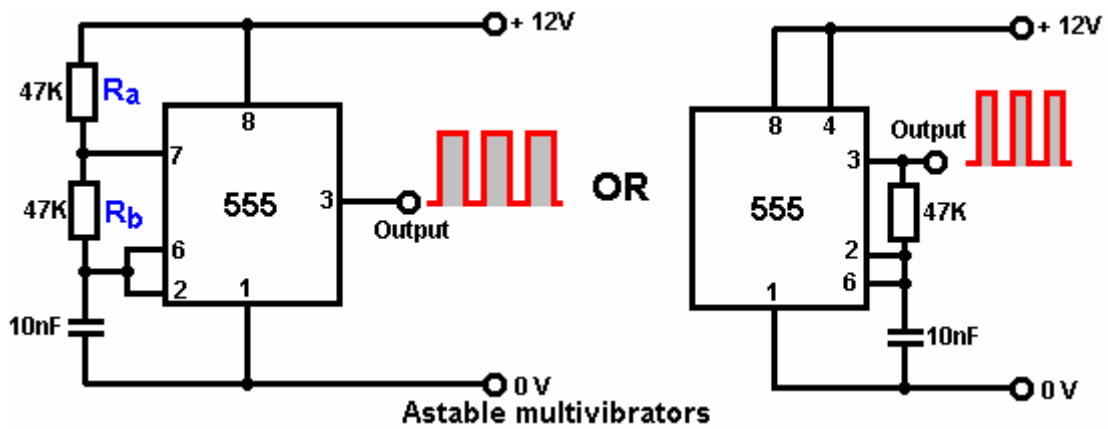 + 12V
47K
Ra
8
7
47K
Rb
555
3
Output
6
2
1
10nF
0 V
OR
+ 12V
8
4
Output
3
555
47K
2
6
1
10nF
0 V
Astable multivibrators